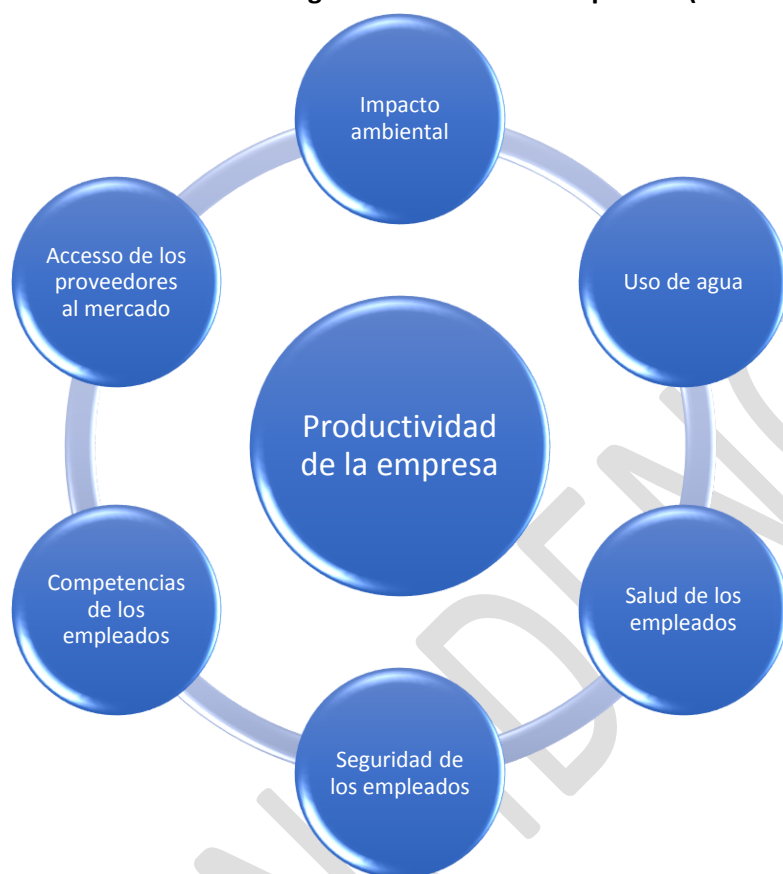 Impacto
ambiental
Accesso de los
proveedores
al mercado
Uso de agua
Productividad
de la empresa
Competencias
de los
empleados
Salud de los
empleados
Seguridad de
los empleados